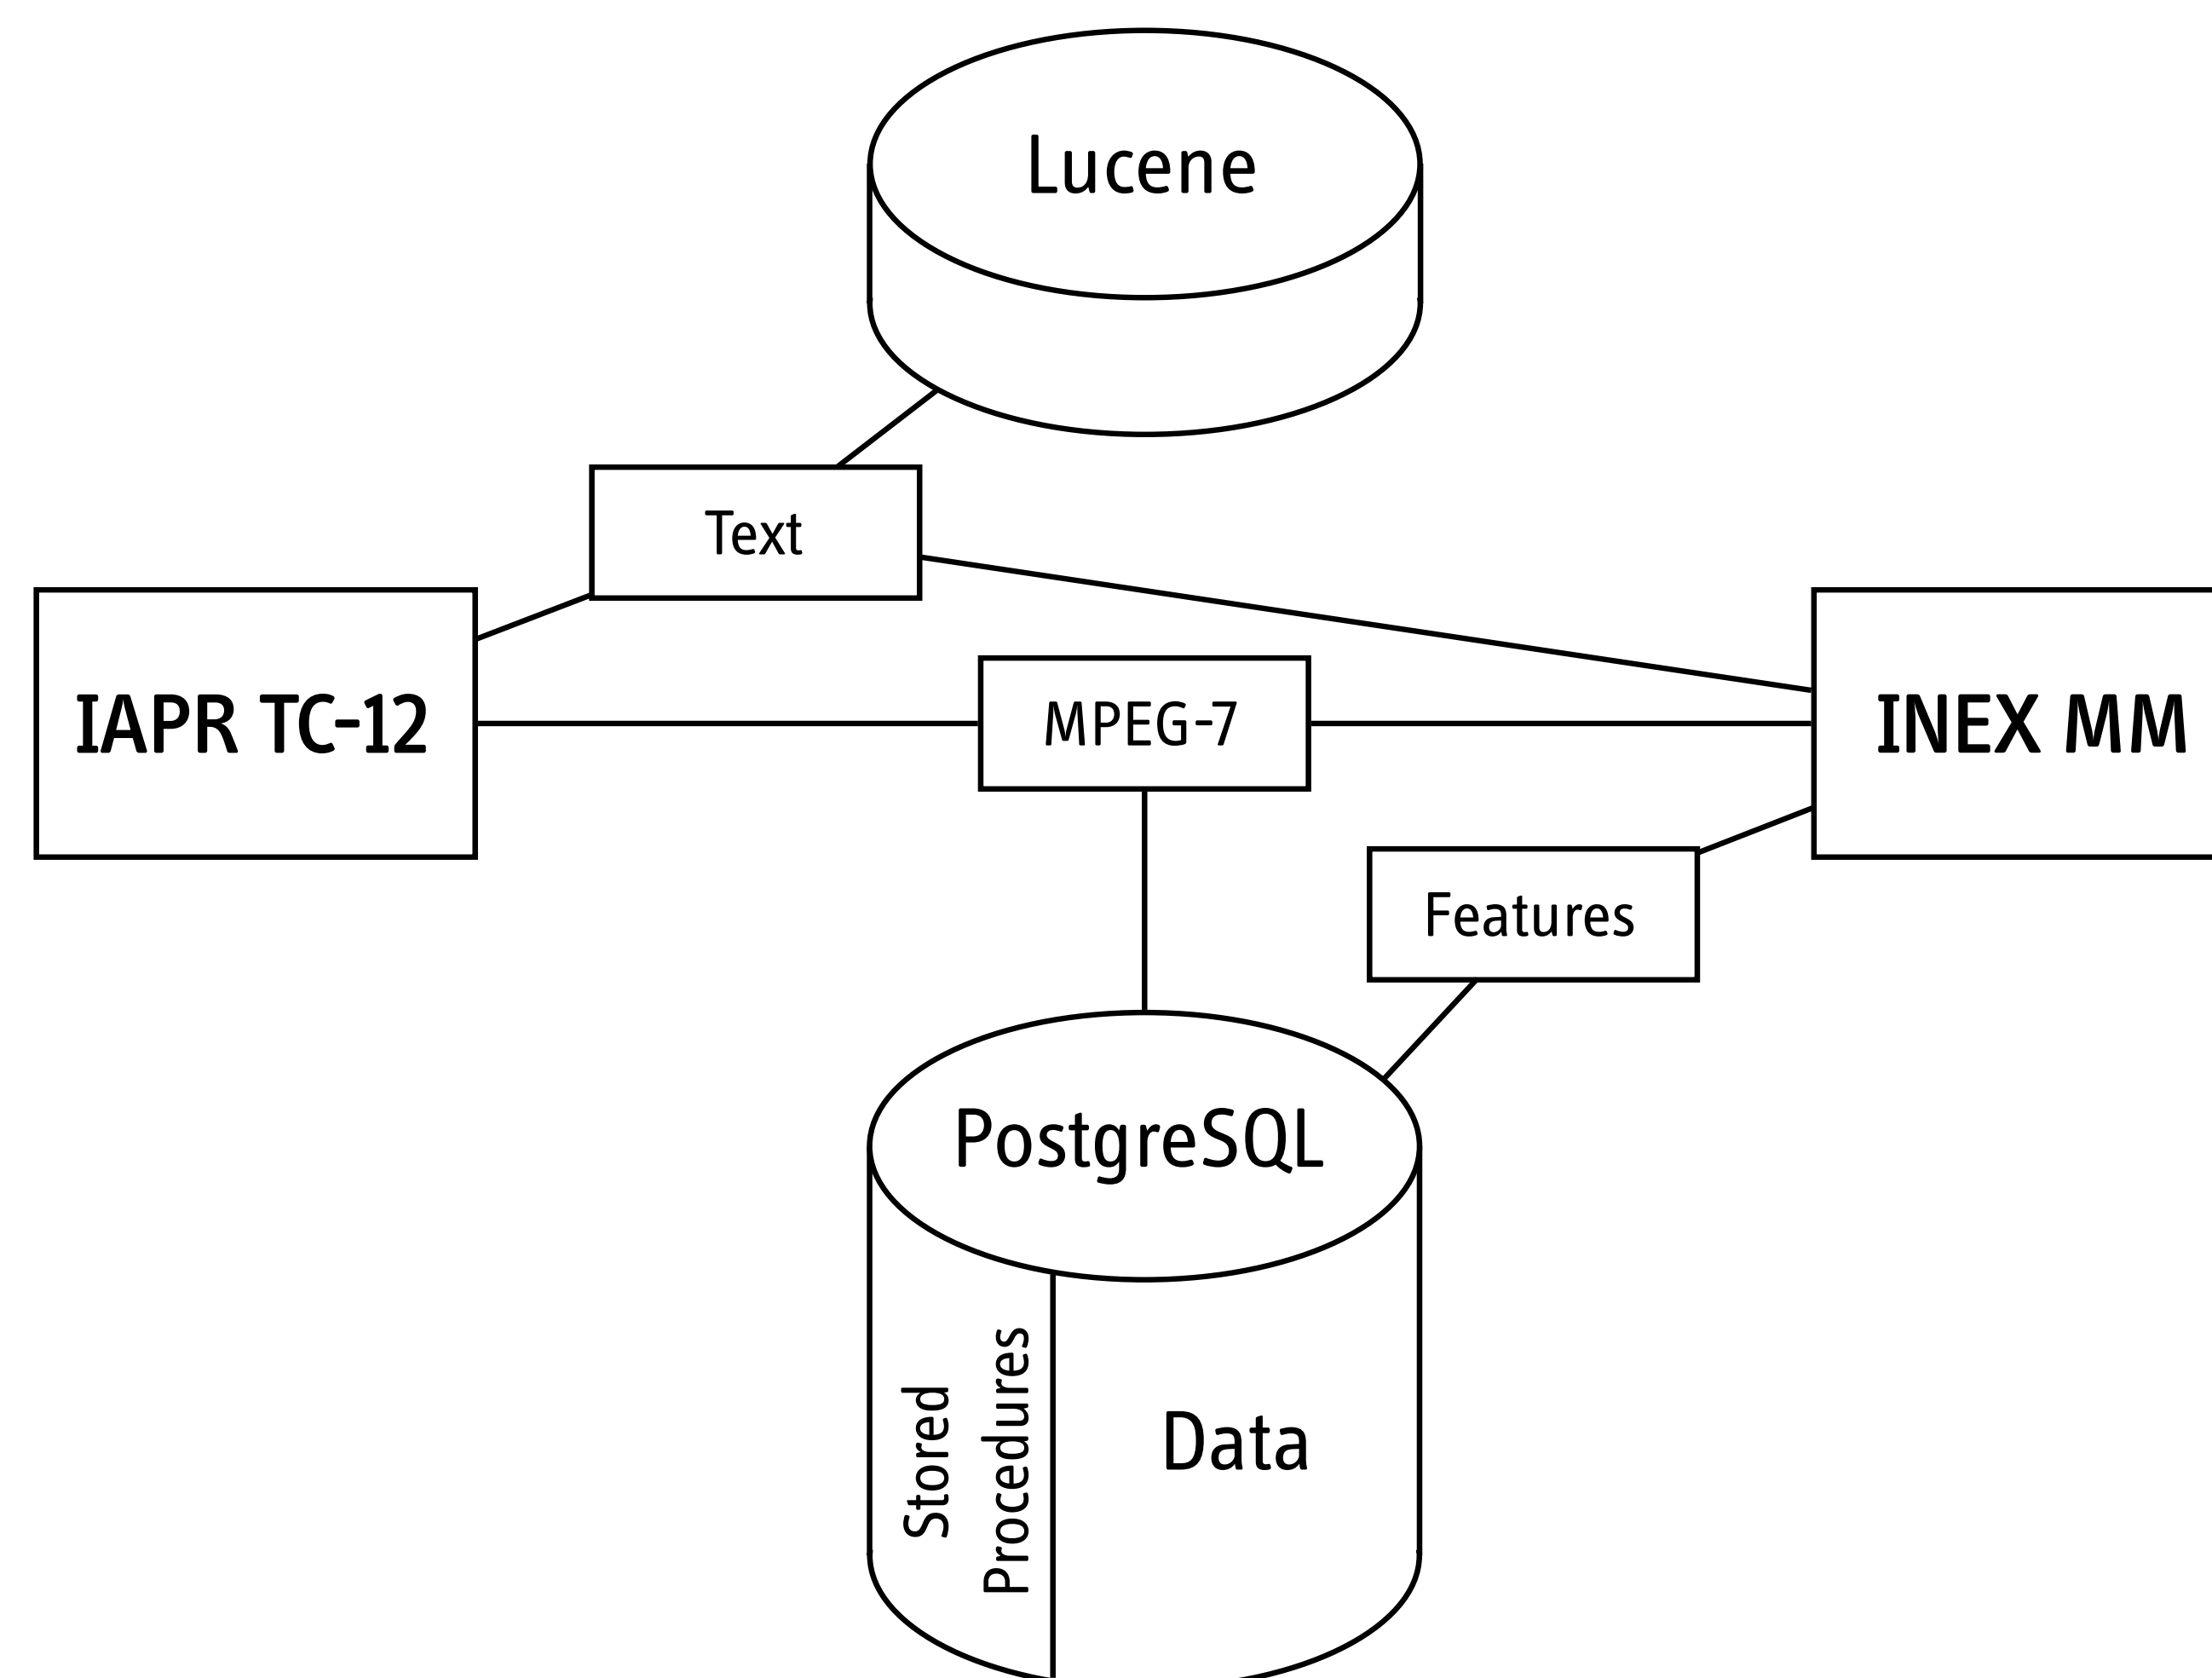 Lucene
Text
IAPR TC-12
MPEG-7
INEX MM
Features
PostgreSQL
Stored
Procedures
Data